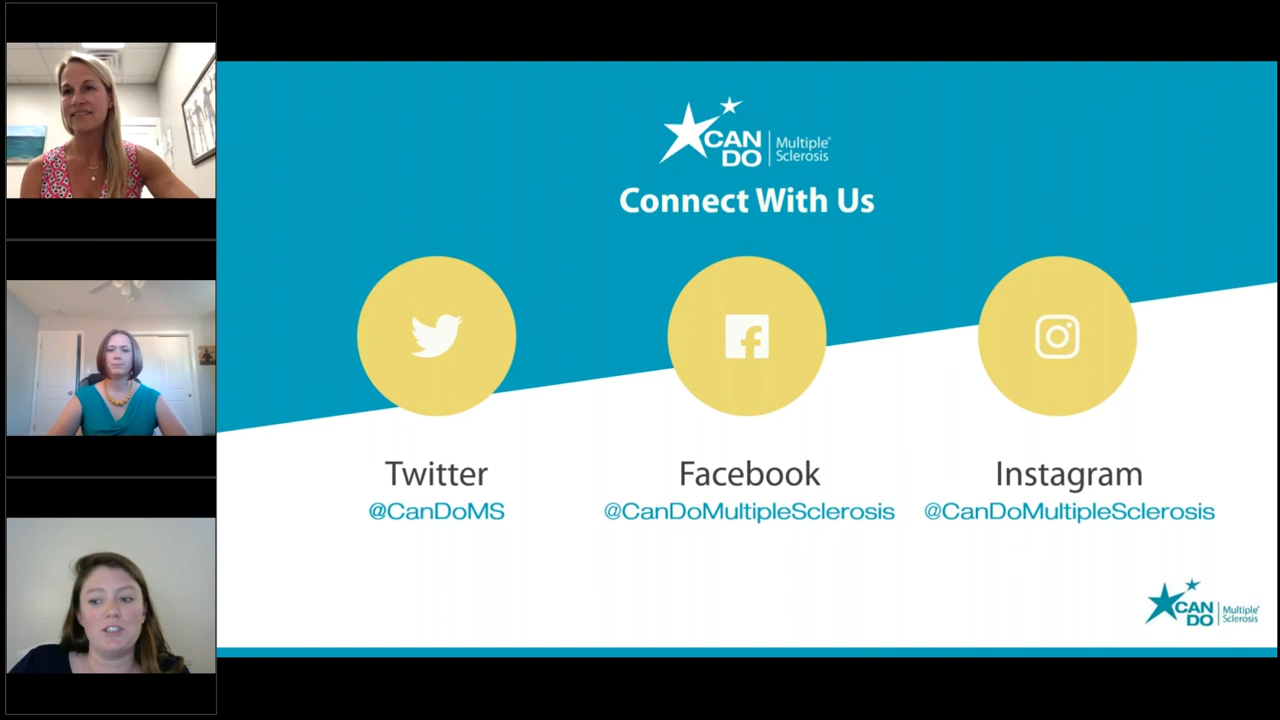 CAN DO Multiple® Sclerosis
Connect With Us
Twitter
@CanDoMS
Facebook
@CanDoMultipleSclerosis
Instagram
@CanDoMultipleSclerosis
CAN DO Multiple® Sclerosis